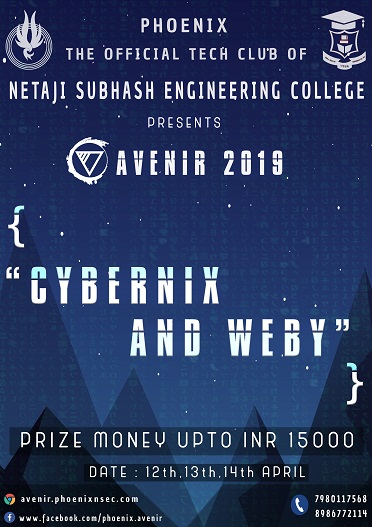 PHOENIX
THE OFFICIAL TECH CLUB OF
NETAJI SUBHASH ENGINEERING COLLEGE
PRESENTS
AVENIR 2019
{
“CYBERNIX
AND WEBY”
}
PRIZE MONEY UPTO INR 15000
DATE : 12th,13th,14th APRIL
avenir.phoenixnsec.com
www.facebook.com/phoenix.avenir
7980117568
8986772114